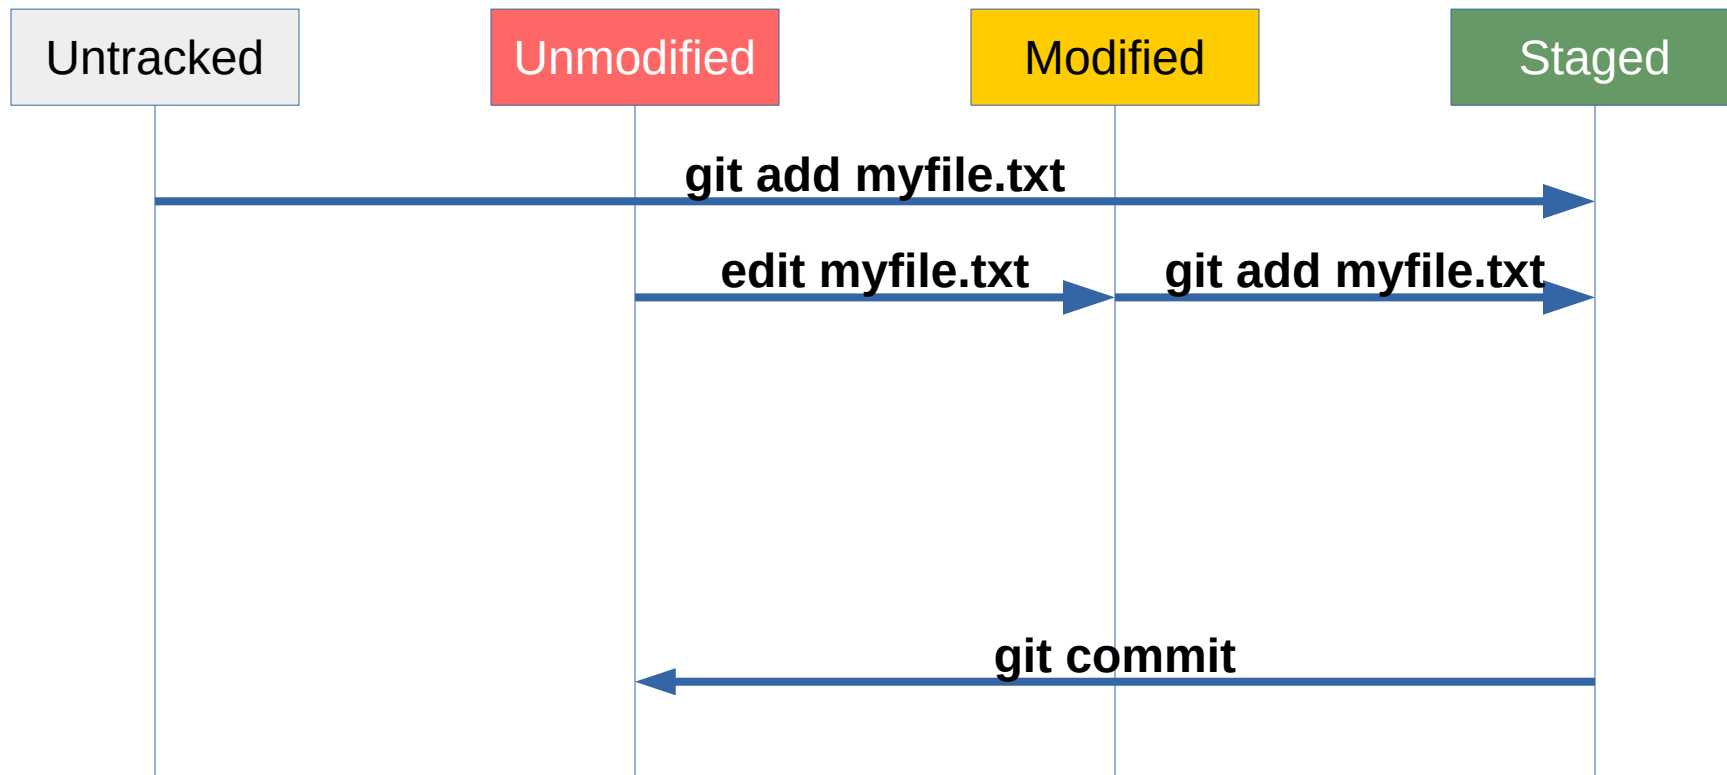 Untracked
Unmodified
Modified
Staged
git add myfile.txt
edit myfile.txt
git add myfile.txt
git commit